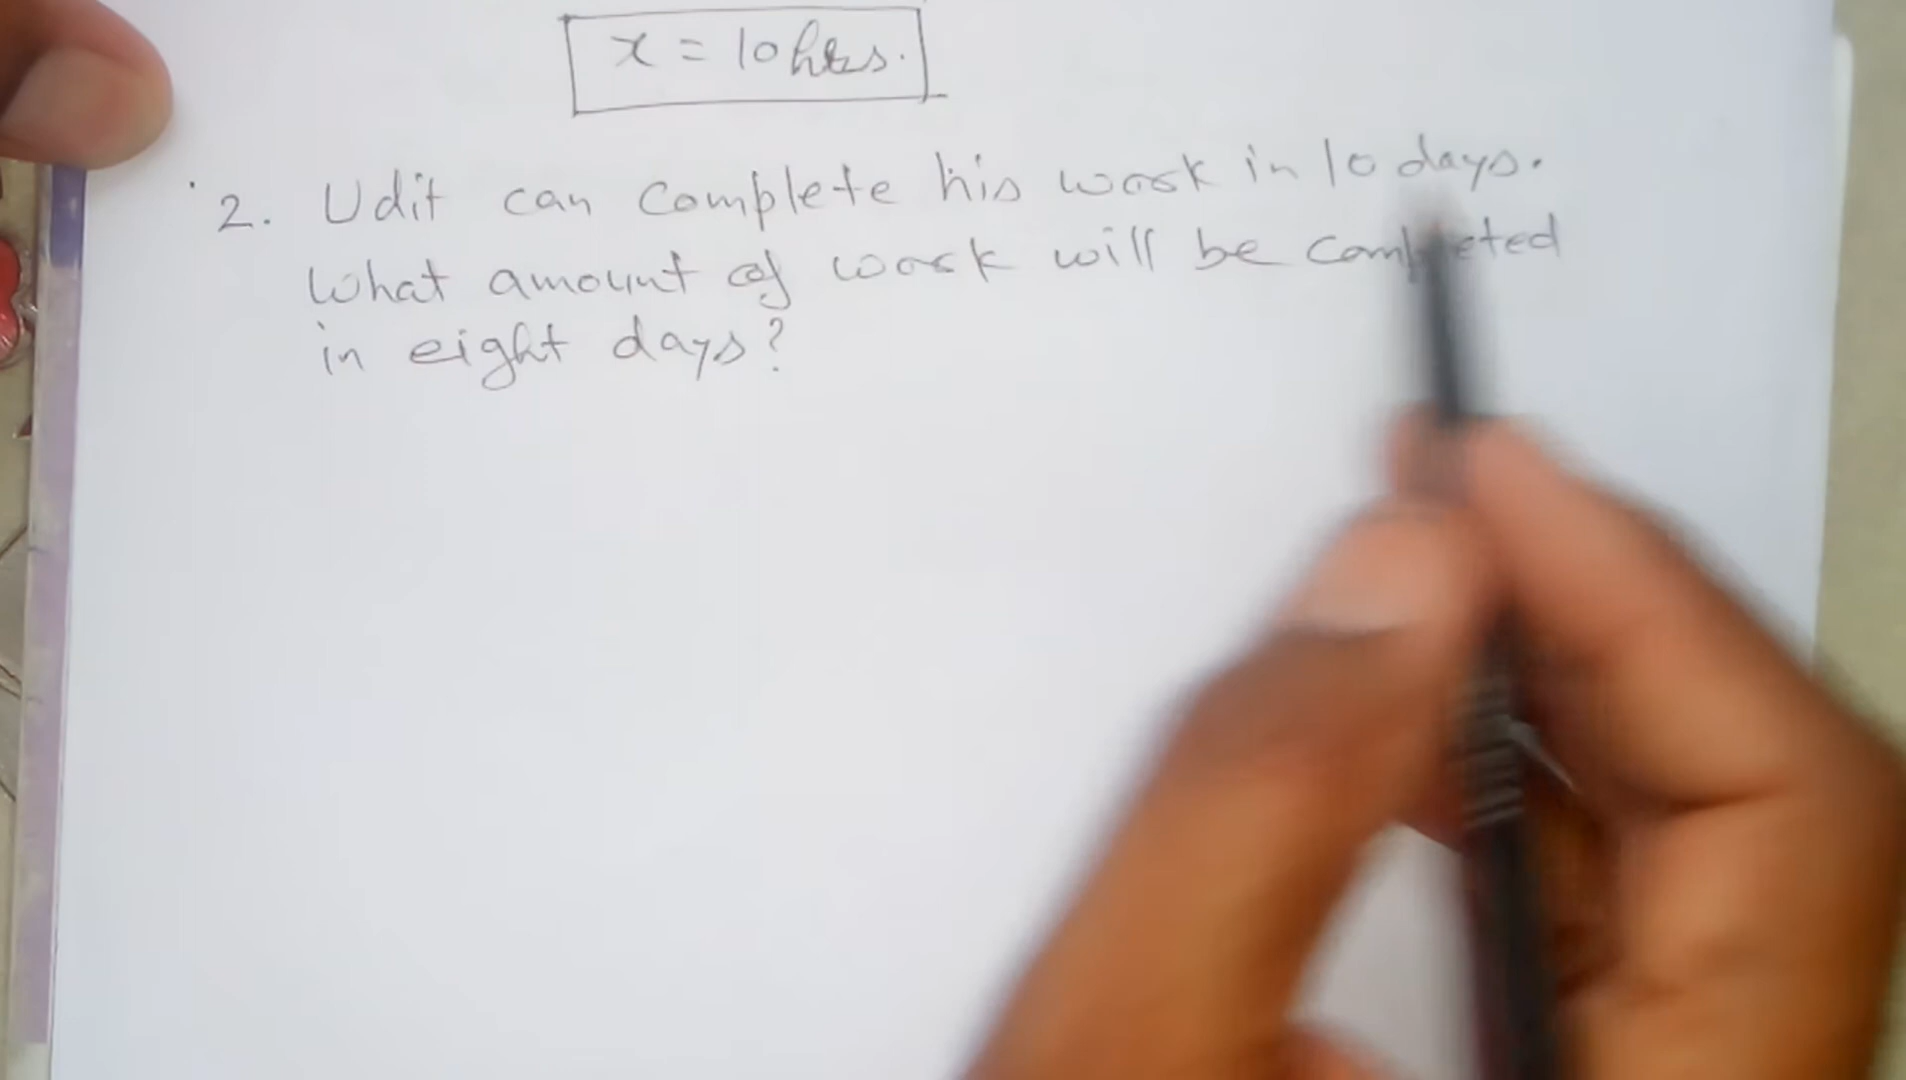 x = 10 hrs.
2. Udit can complete his work in 10 days.
What amount of work will be completed
in eight days?